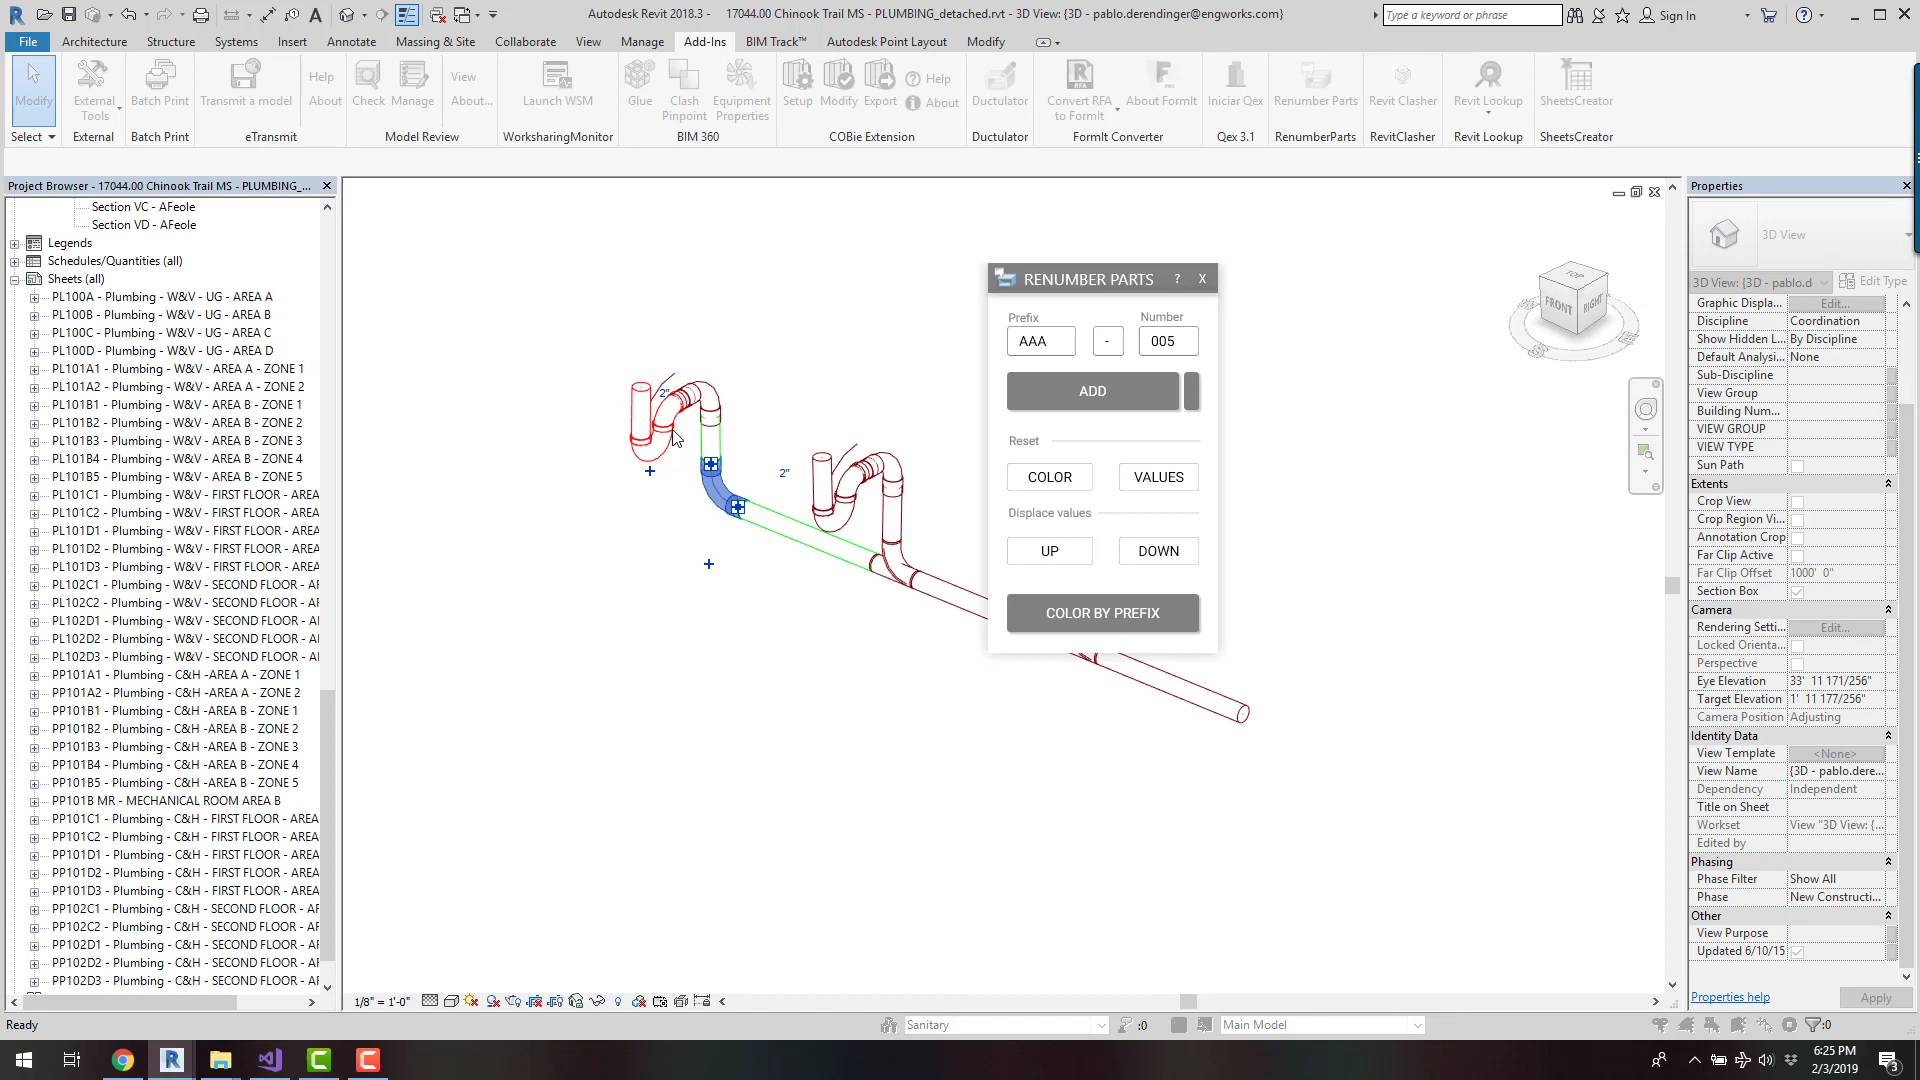 Autodesk Revit 2018.3 - 17044.00 Chinook Trail MS - PLUMBING_detached.rvt - 3D View: {3D - pablo.derendinger@engworks.com}
Type a keyword or phrase
Sign In
File Architecture Structure Systems Insert Annotate Massing & Site Collaborate View Manage Add-Ins BIM Track™ Autodesk Point Layout Modify
Modify
External Tools
Batch Print
Transmit a model
Help
About
Check
Manage
View
About...
Launch WSM
Glue
Clash Pinpoint
Equipment Properties
Setup
Modify
Export
Help
About
Ductulator
Convert RFA to FormIt
About FormIt
Iniciar Qex
Renumber Parts
Revit Clasher
Revit Lookup
SheetsCreator
Select External Batch Print eTransmit Model Review WorksharingMonitor BIM 360 COBie Extension Ductulator FormIt Converter Qex 3.1 RenumberParts RevitClasher Revit Lookup SheetsCreator
Project Browser - 17044.00 Chinook Trail MS - PLUMBING_...
Section VC - AFeole
Section VD - AFeole
Legends
Schedules/Quantities (all)
Sheets (all)
PL100A - Plumbing - W&V - UG - AREA A
PL100B - Plumbing - W&V - UG - AREA B
PL100C - Plumbing - W&V - UG - AREA C
PL100D - Plumbing - W&V - UG - AREA D
PL101A1 - Plumbing - W&V - AREA A - ZONE 1
PL101A2 - Plumbing - W&V - AREA A - ZONE 2
PL101B1 - Plumbing - W&V - AREA B - ZONE 1
PL101B2 - Plumbing - W&V - AREA B - ZONE 2
PL101B3 - Plumbing - W&V - AREA B - ZONE 3
PL101B4 - Plumbing - W&V - AREA B - ZONE 4
PL101B5 - Plumbing - W&V - AREA B - ZONE 5
PL101C1 - Plumbing - W&V - FIRST FLOOR - AREA
PL101C2 - Plumbing - W&V - FIRST FLOOR - AREA
PL101D1 - Plumbing - W&V - FIRST FLOOR - AREA
PL101D2 - Plumbing - W&V - FIRST FLOOR - AREA
PL101D3 - Plumbing - W&V - FIRST FLOOR - AREA
PL102C1 - Plumbing - W&V - SECOND FLOOR - AF
PL102C2 - Plumbing - W&V - SECOND FLOOR - AF
PL102D1 - Plumbing - W&V - SECOND FLOOR - AF
PL102D2 - Plumbing - W&V - SECOND FLOOR - AF
PL102D3 - Plumbing - W&V - SECOND FLOOR - AF
PP101A1 - Plumbing - C&H -AREA A - ZONE 1
PP101A2 - Plumbing - C&H -AREA A - ZONE 2
PP101B1 - Plumbing - C&H -AREA B - ZONE 1
PP101B2 - Plumbing - C&H -AREA B - ZONE 2
PP101B3 - Plumbing - C&H -AREA B - ZONE 3
PP101B4 - Plumbing - C&H -AREA B - ZONE 4
PP101B5 - Plumbing - C&H -AREA B - ZONE 5
PP101B MR - MECHANICAL ROOM AREA B
PP101C1 - Plumbing - C&H - FIRST FLOOR - AREA
PP101C2 - Plumbing - C&H - FIRST FLOOR - AREA
PP101D1 - Plumbing - C&H - FIRST FLOOR - AREA
PP101D2 - Plumbing - C&H - FIRST FLOOR - AREA
PP101D3 - Plumbing - C&H - FIRST FLOOR - AREA
PP102C1 - Plumbing - C&H - SECOND FLOOR - AF
PP102C2 - Plumbing - C&H - SECOND FLOOR - AF
PP102D1 - Plumbing - C&H - SECOND FLOOR - AF
PP102D2 - Plumbing - C&H - SECOND FLOOR - AF
PP102D3 - Plumbing - C&H - SECOND FLOOR - AF
2"
2"
RENUMBER PARTS ? X
Prefix Number
AAA - 005
ADD
Reset
COLOR VALUES
Displace values
UP DOWN
COLOR BY PREFIX
TOP
FRONT
RIGHT
S
E
Properties
3D View
3D View: {3D - pablo.d Edit Type
Graphic Displa... Edit...
Discipline Coordination
Show Hidden L... By Discipline
Default Analysi... None
Sub-Discipline
View Group
Building Num...
VIEW GROUP
VIEW TYPE
Sun Path
Extents
Crop View
Crop Region Vi...
Annotation Crop
Far Clip Active
Far Clip Offset 1000' 0"
Section Box
Camera
Rendering Setti... Edit...
Locked Orienta...
Perspective
Eye Elevation 33' 11 171/256"
Target Elevation 1' 11 177/256"
Camera Position Adjusting
Identity Data
View Template <None>
View Name {3D - pablo.dere...
Dependency Independent
Title on Sheet
Workset View "3D View: {...
Edited by
Phasing
Phase Filter Show All
Phase New Constructi...
Other
View Purpose
Updated 6/10/15
Properties help Apply
1/8" = 1'-0"
Ready
Sanitary
:0
Main Model
:0
6:25 PM
2/3/2019
3